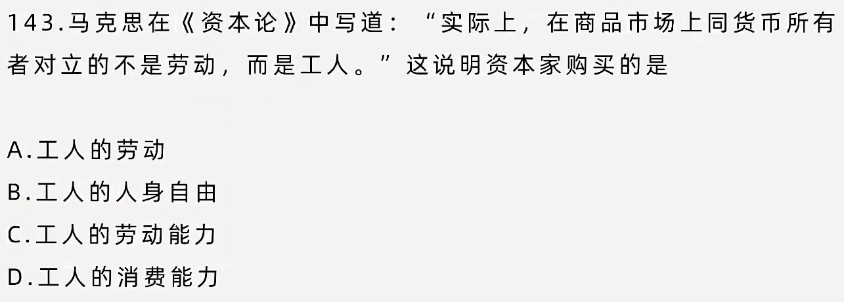 143.马克思在《资本论》中写道：“实际上，在商品市场上同货币所有
者对立的不是劳动，而是工人。”这说明资本家购买的是
A.工人的劳动
B.工人的人身自由
C.工人的劳动能力
D.工人的消费能力